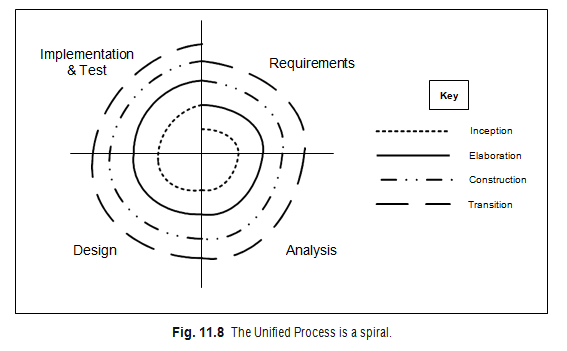 Implementation
& Test
Requirements
Key
Inception
Elaboration
Construction
Transition
Design
Analysis
Fig. 11.8 The Unified Process is a spiral.